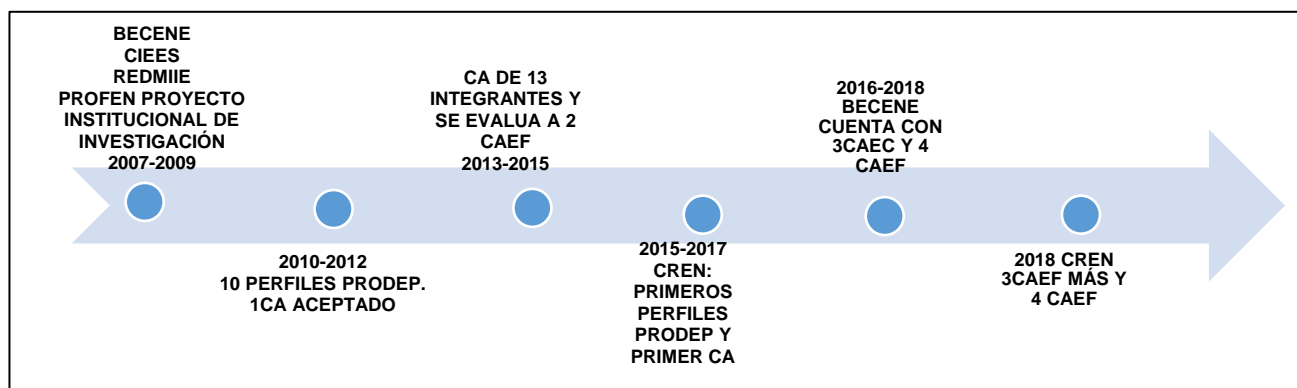 BECENE
CIEES
REDMIIE
PROFEN PROYECTO
INSTITUCIONAL DE
INVESTIGACIÓN
2007-2009
2010-2012
10 PERFILES PRODEP.
1CA ACEPTADO
CA DE 13
INTEGRANTES Y
SE EVALUA A 2
CAEF
2013-2015
2015-2017
CREN:
PRIMEROS
PERFILES
PRODEP Y
PRIMER CA
2016-2018
BECENE
CUENTA CON
3CAEC Y 4
CAEF
2018 CREN
3CAEF MÁS Y
4 CAEF